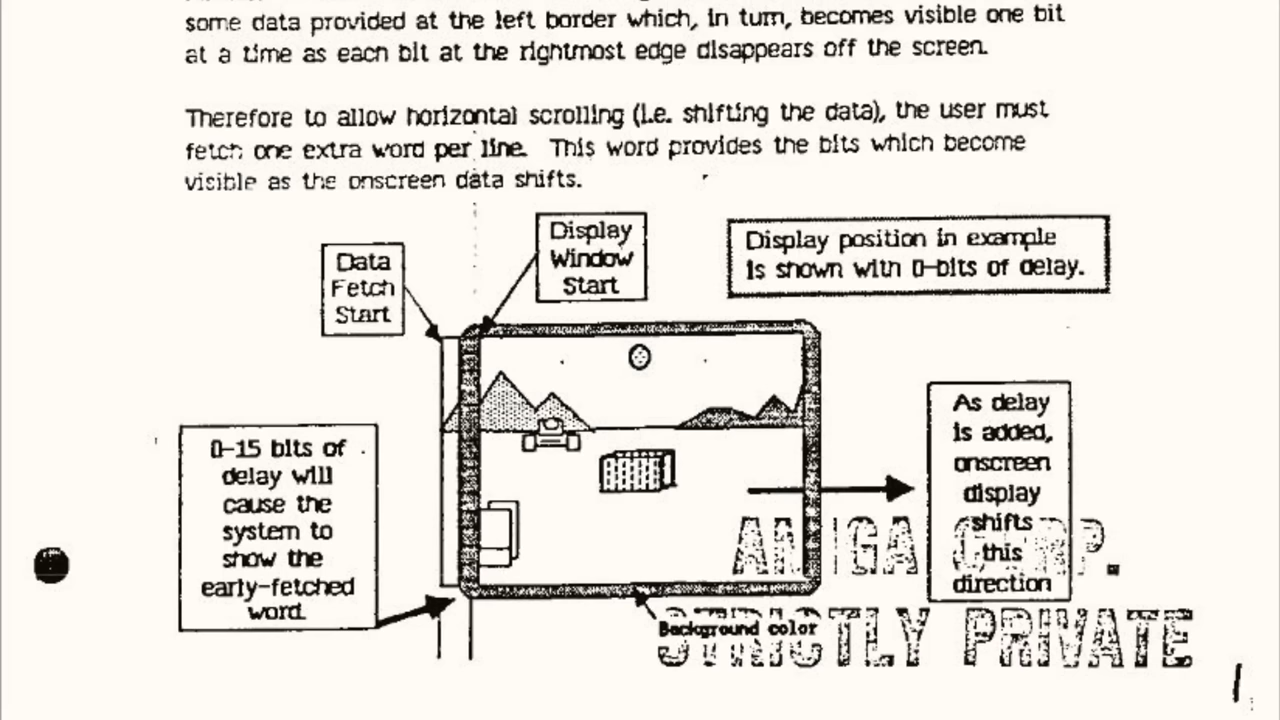 some data provided at the left border which, in turn, becomes visible one bit
at a time as each bit at the rightmost edge disappears off the screen.
Therefore to allow horizontal scrolling (i.e. shifting the data), the user must
fetch one extra word per line. This word provides the bits which become
visible as the onscreen data shifts.
Data
Fetch
Start
Display
Window
Start
Display position in example
is shown with 0-bits of delay.
0-15 bits of
delay will
cause the
system to
show the
early-fetched
word.
As delay
is added,
onscreen
display
shifts
this
direction
Background color
AMIGA CORP.
STRICTLY PRIVATE